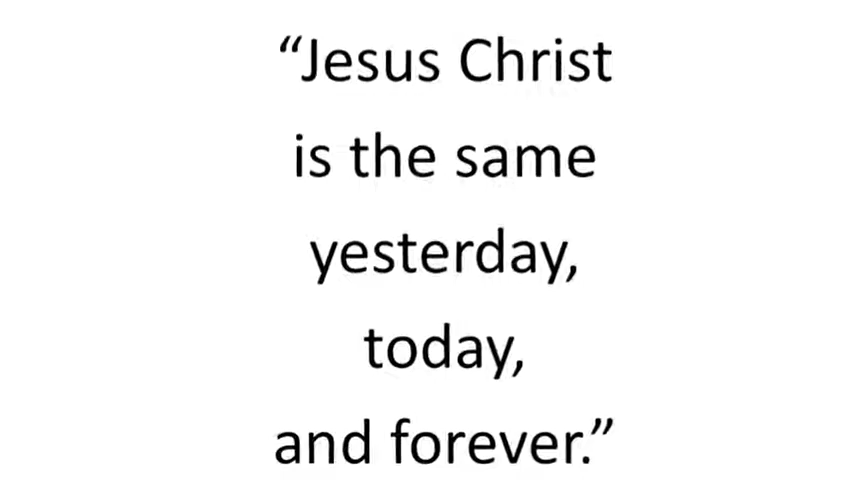 “Jesus Christ
is the same
yesterday,
today,
and forever.”